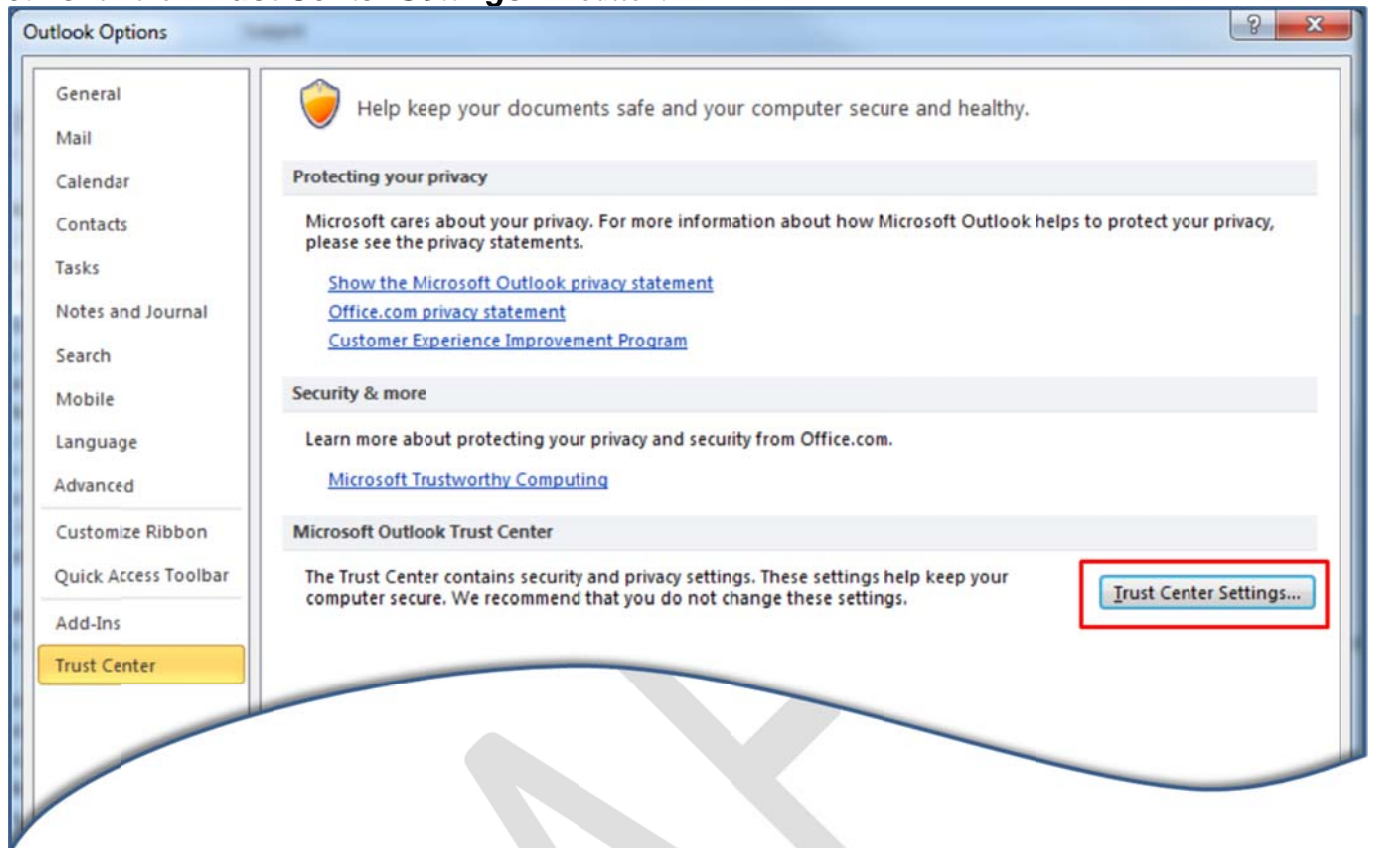 Outlook Options
? X
General
Mail
Calendar
Contacts
Tasks
Notes and Journal
Search
Mobile
Language
Advanced
Customize Ribbon
Quick Access Toolbar
Add-Ins
Trust Center
Help keep your documents safe and your computer secure and healthy.
Protecting your privacy
Microsoft cares about your privacy. For more information about how Microsoft Outlook helps to protect your privacy,
please see the privacy statements.
Show the Microsoft Outlook privacy statement
Office.com privacy statement
Customer Experience Improvement Program
Security & more
Learn more about protecting your privacy and security from Office.com.
Microsoft Trustworthy Computing
Microsoft Outlook Trust Center
The Trust Center contains security and privacy settings. These settings help keep your
computer secure. We recommend that you do not change these settings.
Trust Center Settings...